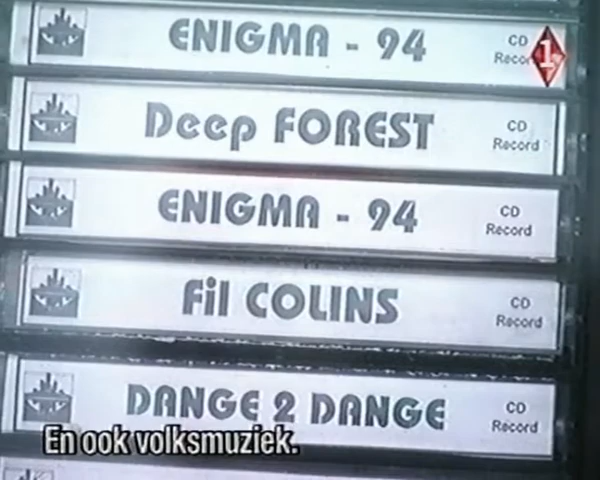 ENIGMA - 94
CD
Recor
1
Deep FOREST
CD
Record
ENIGMA - 94
CD
Record
Fil COLINS
CD
Record
DANGE 2 DANGE
CD
Record
En ook volksmuziek.